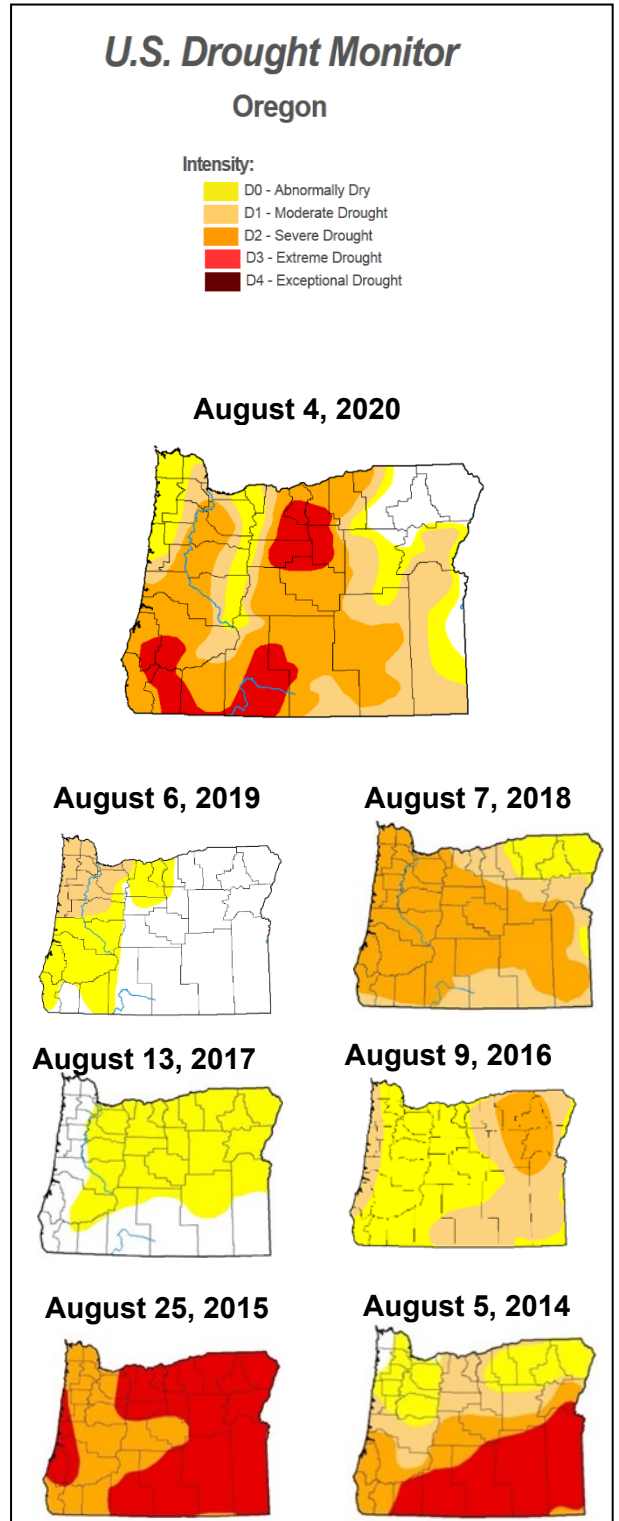 U.S. Drought Monitor
Oregon
Intensity:
D0 - Abnormally Dry
D1 - Moderate Drought
D2 - Severe Drought
D3 - Extreme Drought
D4 - Exceptional Drought
August 4, 2020
August 6, 2019
August 7, 2018
August 13, 2017
August 9, 2016
August 25, 2015
August 5, 2014